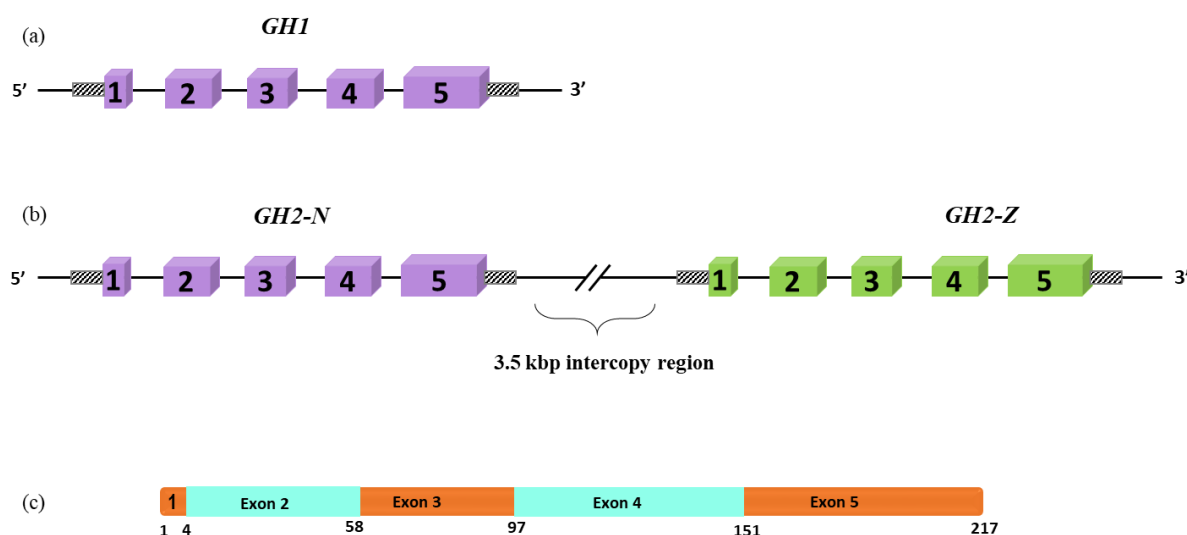 (a)
GH1
5’ 1 2 3 4 5 3’
(b)
GH2-N GH2-Z
5’ 1 2 3 4 5 1 2 3 4 5 3’
3.5 kbp intercopy region
(c)
1 Exon 2 Exon 3 Exon 4 Exon 5
1 4 58 97 151 217